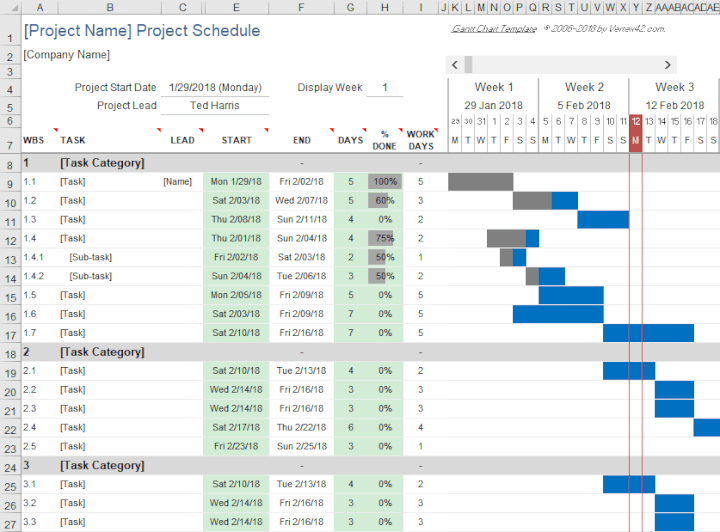 A B C E F G H I J K L M N O P Q R S T U V W X Y Z AA AB AC AD AE
1 [Project Name] Project Schedule Gantt Chart Template © 2006-2018 by Vertex42.com.
2 [Company Name]
3 < >
4 Project Start Date 1/29/2018 (Monday) Display Week 1 Week 1 Week 2 Week 3
5 Project Lead Ted Harris 29 Jan 2018 5 Feb 2018 12 Feb 2018
6 29 30 31 1 2 3 4 5 6 7 8 9 10 11 12 13 14 15 16 17 18
7 WBS TASK LEAD START END DAYS % DONE WORK DAYS M T W T F S S M T W T F S S M T W T F S S
8 1 [Task Category] - -
9 1.1 [Task] [Name] Mon 1/29/18 Fri 2/02/18 5 100% 5
10 1.2 [Task] Sat 2/03/18 Wed 2/07/18 5 60% 3
11 1.3 [Task] Thu 2/08/18 Sun 2/11/18 4 0% 2
12 1.4 [Task] Thu 2/01/18 Sun 2/04/18 4 75% 2
13 1.4.1 [Sub-task] Fri 2/02/18 Sat 2/03/18 2 50% 1
14 1.4.2 [Sub-task] Sun 2/04/18 Tue 2/06/18 3 50% 2
15 1.5 [Task] Mon 2/05/18 Fri 2/09/18 5 0% 5
16 1.6 [Task] Sat 2/03/18 Fri 2/09/18 7 0% 5
17 1.7 [Task] Sat 2/10/18 Fri 2/16/18 7 0% 5
18 2 [Task Category] - -
19 2.1 [Task] Sat 2/10/18 Tue 2/13/18 4 0% 2
20 2.2 [Task] Wed 2/14/18 Fri 2/16/18 3 0% 3
21 2.3 [Task] Wed 2/14/18 Fri 2/16/18 3 0% 3
22 2.4 [Task] Sat 2/17/18 Thu 2/22/18 6 0% 4
23 2.5 [Task] Fri 2/23/18 Sun 2/25/18 3 0% 1
24 3 [Task Category] - -
25 3.1 [Task] Sat 2/10/18 Tue 2/13/18 4 0% 2
26 3.2 [Task] Wed 2/14/18 Fri 2/16/18 3 0% 3
27 3.3 [Task] Wed 2/14/18 Fri 2/16/18 3 0% 3